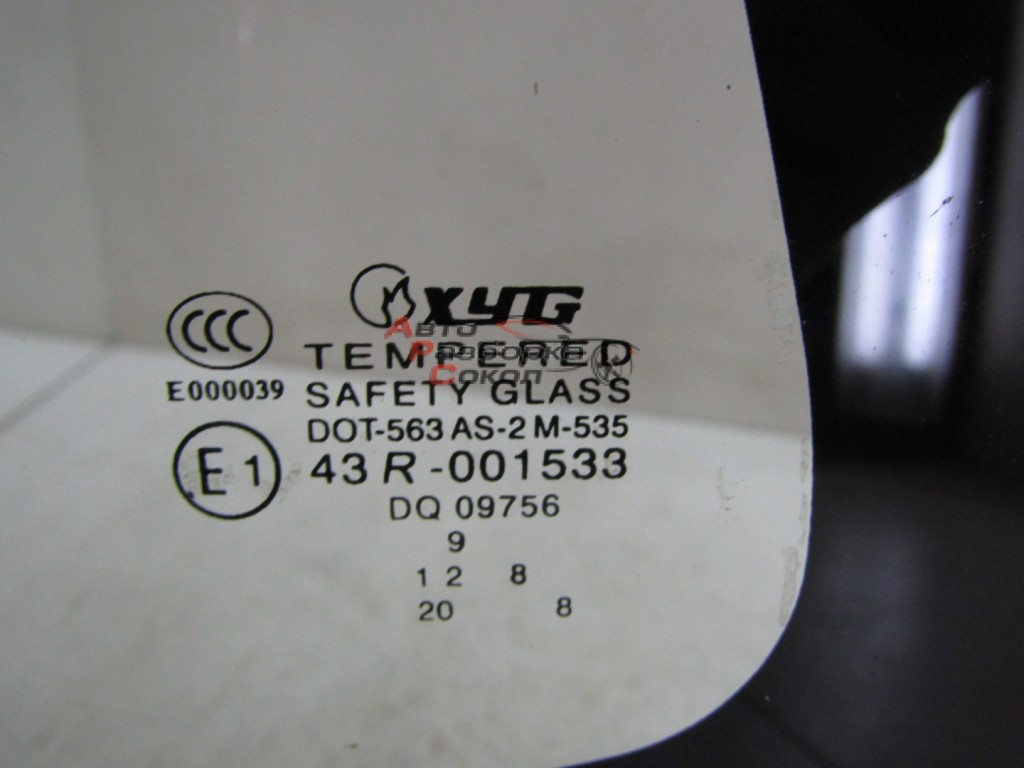 XYG
CCC
TEMPERED
E000039
SAFETY GLASS
DOT-563 AS-2 M-535
E1
43 R -001533
DQ 09756
9
1 2 8
20 8
Авто
Разборка
Сокол